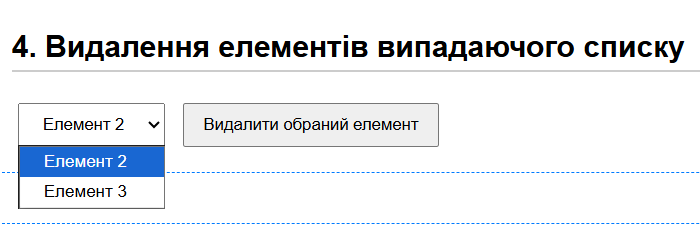 4. Видалення елементів випадаючого списку
Елемент 2
Видалити обраний елемент
Елемент 2
Елемент 3